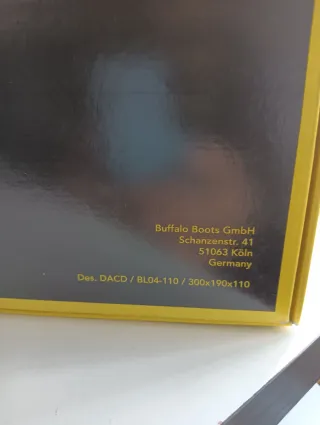 Buffalo Boots GmbH
Schanzenstr. 41
51063 Köln
Germany
Des. DACD / BL04-110 / 300x190x110